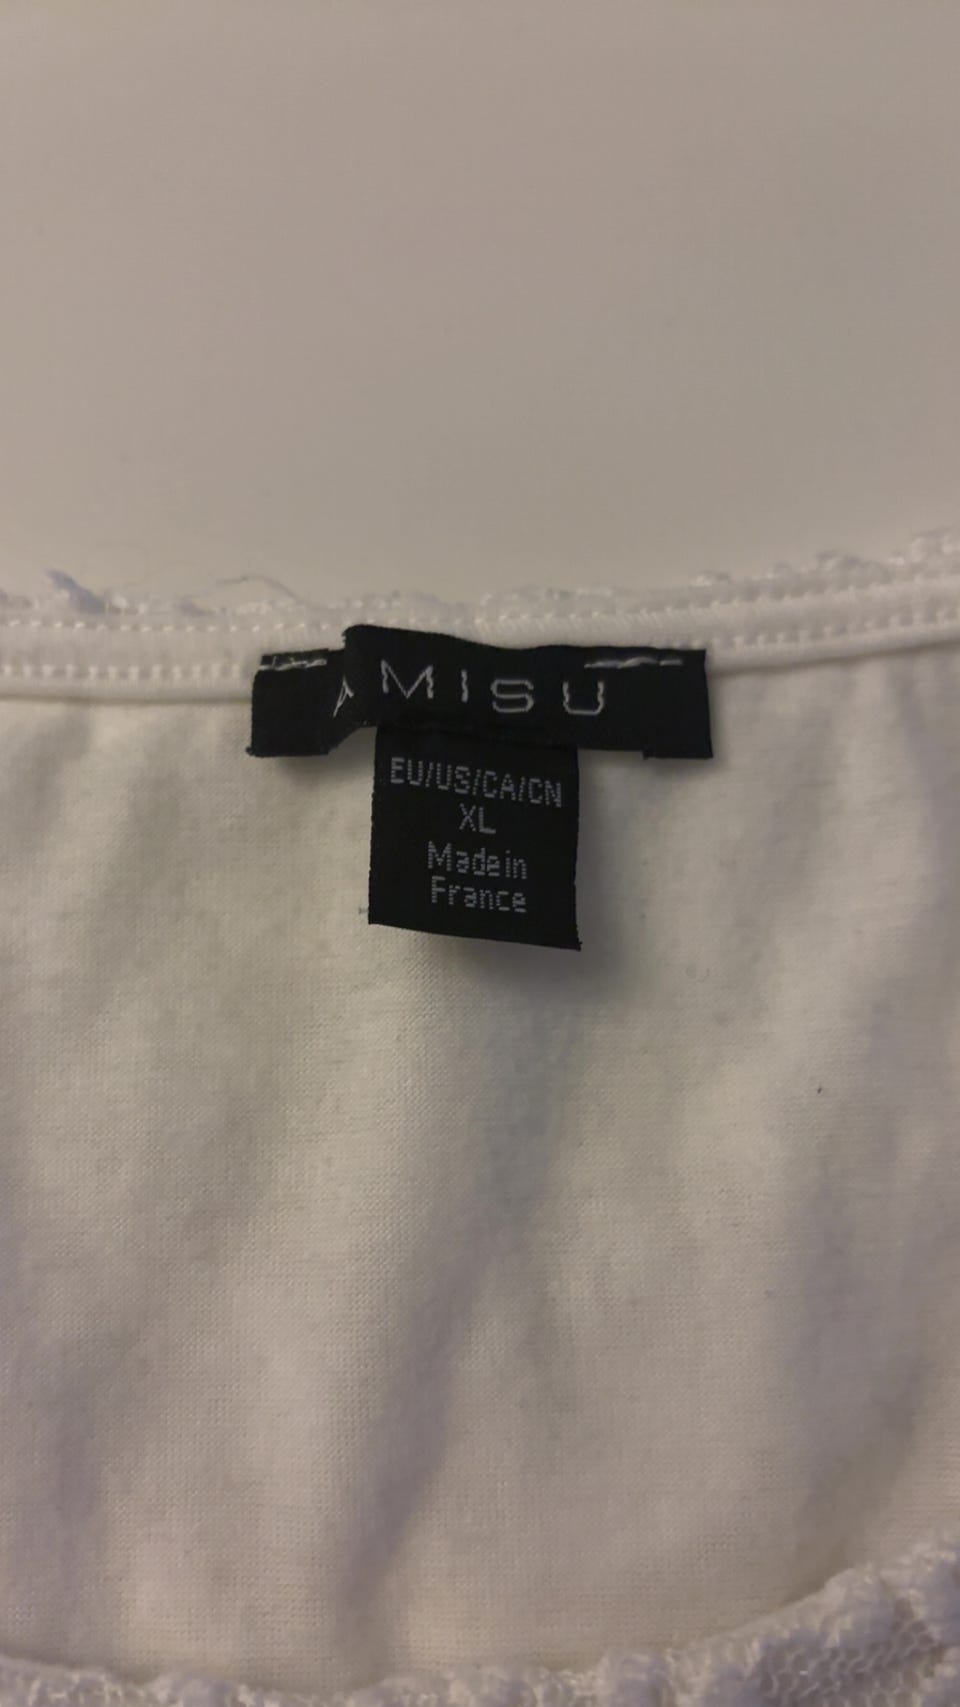 AMISU
EU/US/CA/CN
XL
Made in
France